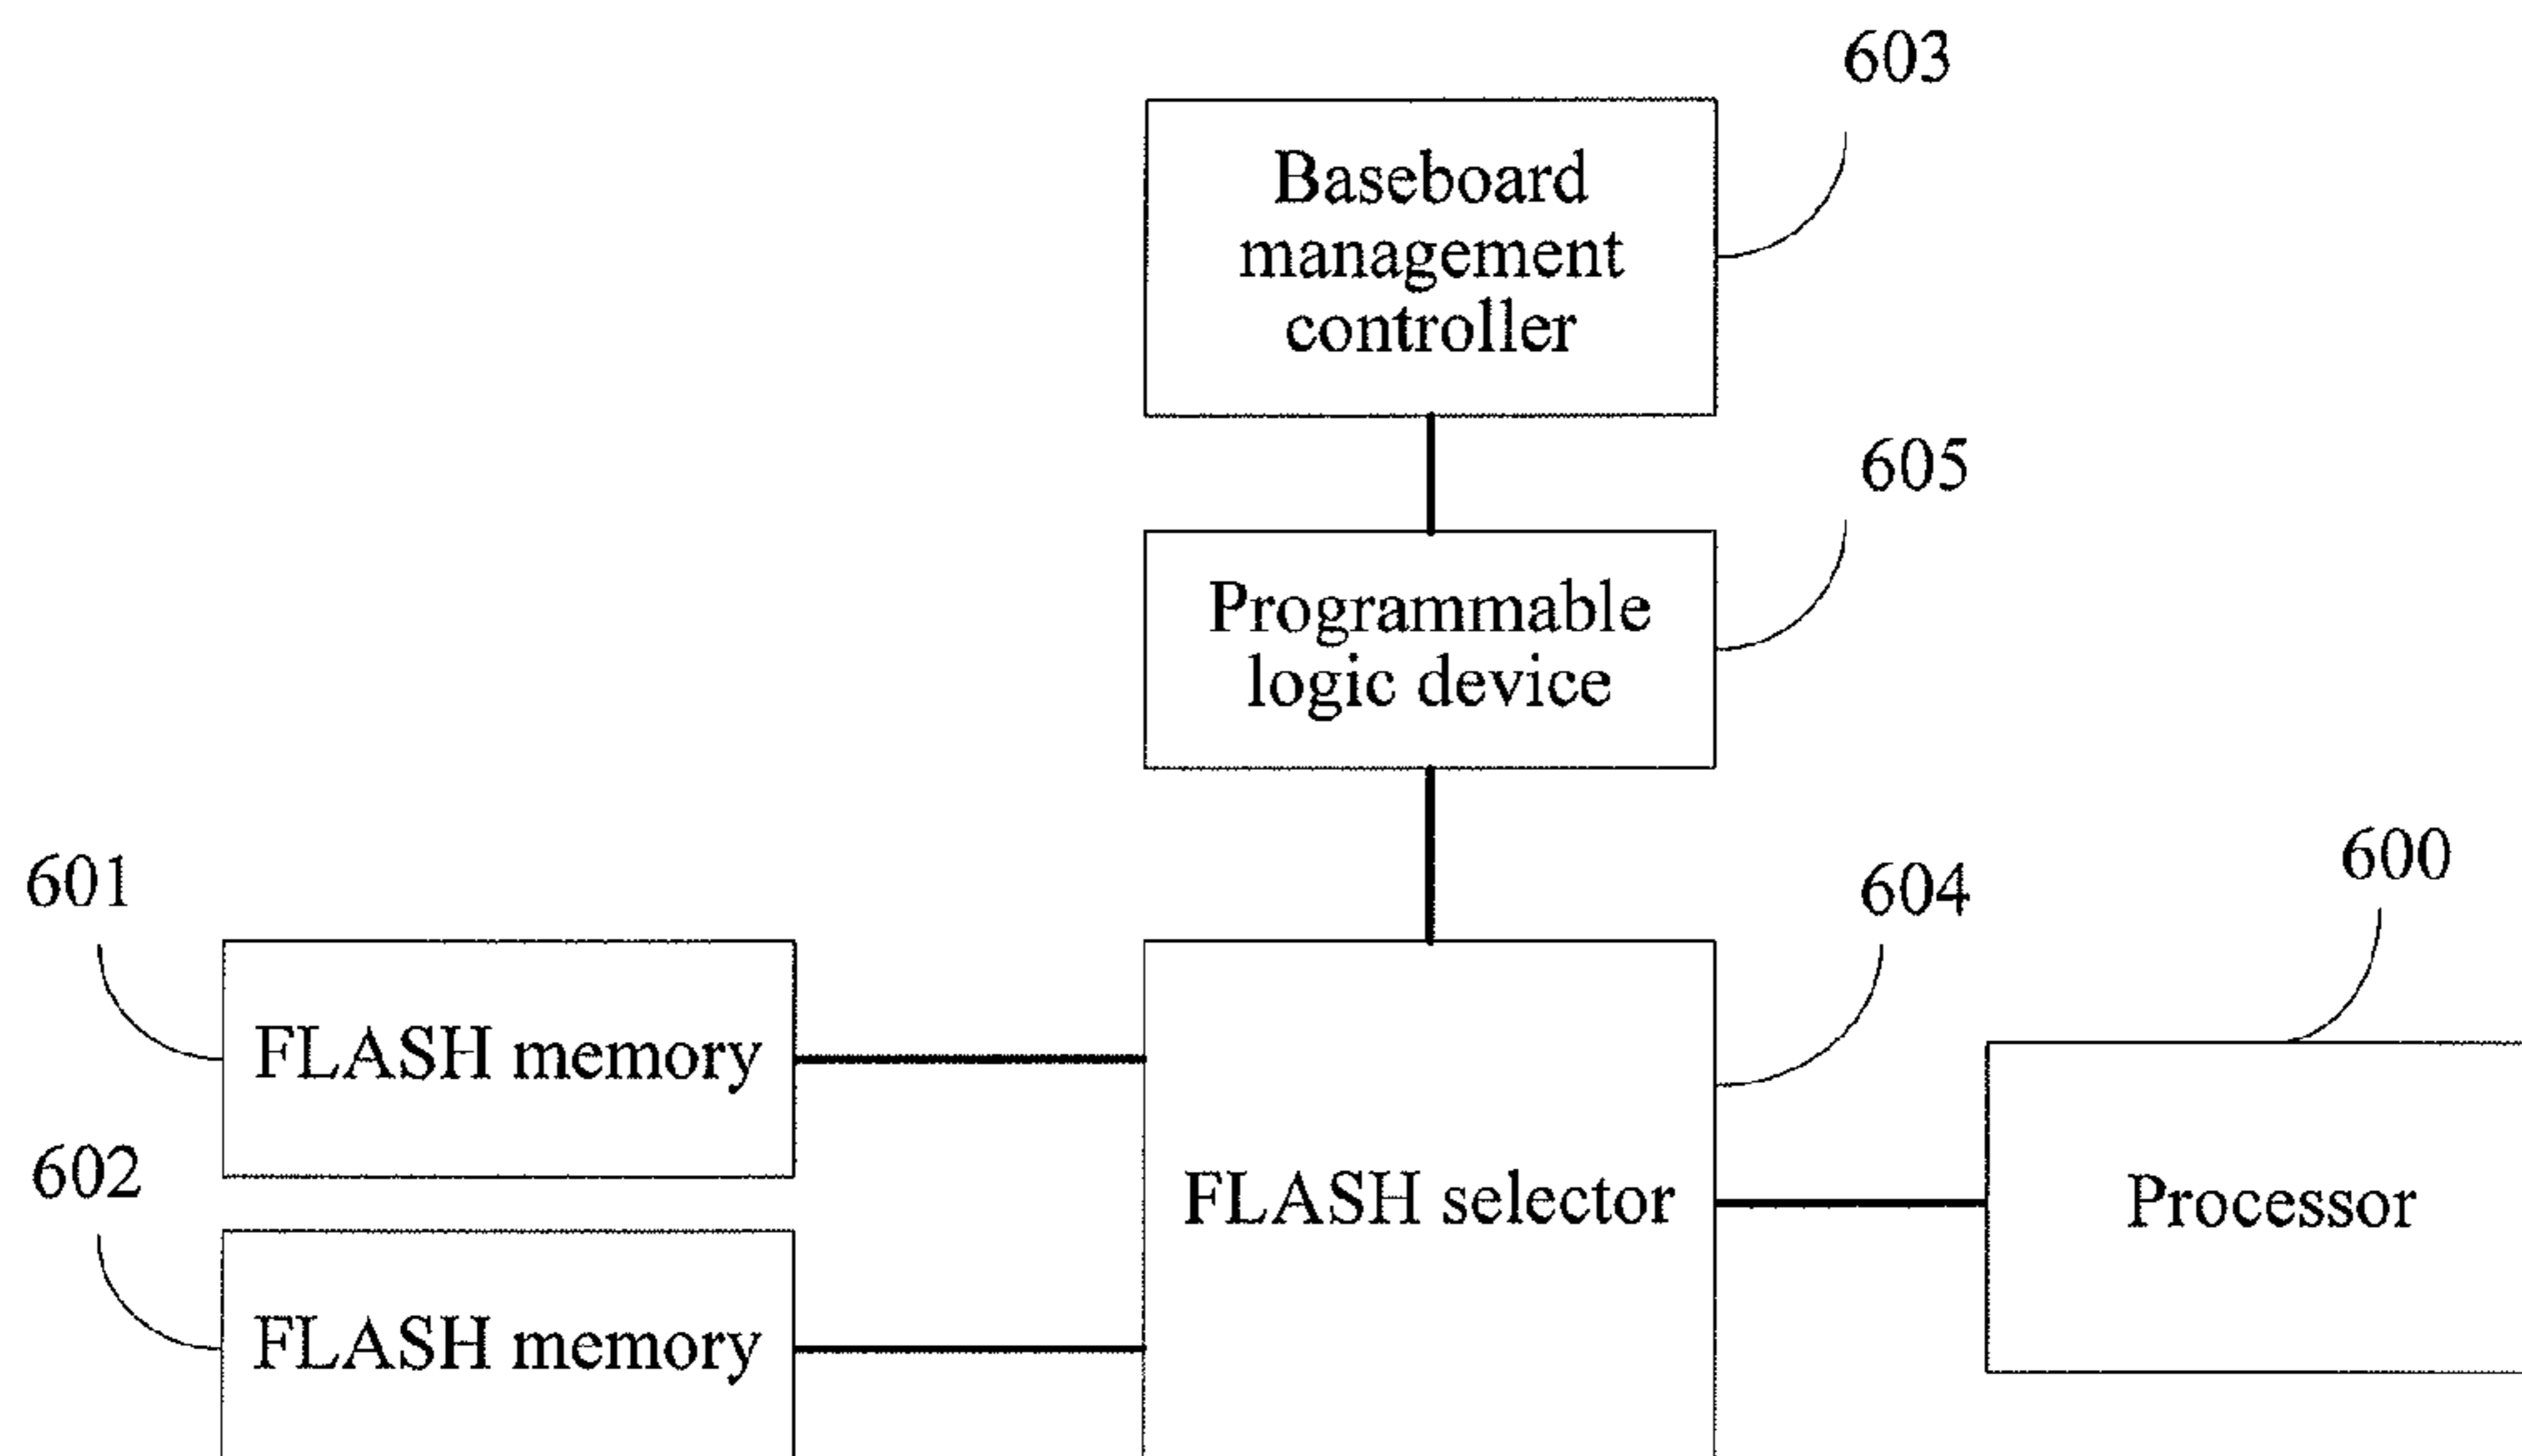 603
Baseboard
management
controller
605
Programmable
logic device
601
604
600
FLASH memory
602
FLASH selector
Processor
FLASH memory